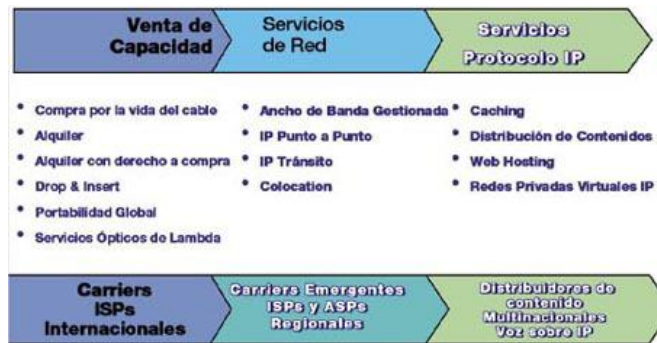 Venta de
Capacidad
Servicios
de Red
Servicios
Protocolo IP
Compra por la vida del cable
Alquiler
Alquiler con derecho a compra
Drop & Insert
Portabilidad Global
Servicios Ópticos de Lambda
Ancho de Banda Gestionada
IP Punto a Punto
IP Tránsito
Colocation
Caching
Distribución de Contenidos
Web Hosting
Redes Privadas Virtuales IP
Carriers
ISPs
Internacionales
Carriers Emergentes
ISPs y ASPs
Regionales
Distribuidores de
contenido
Multinacionales
Voz sobre IP